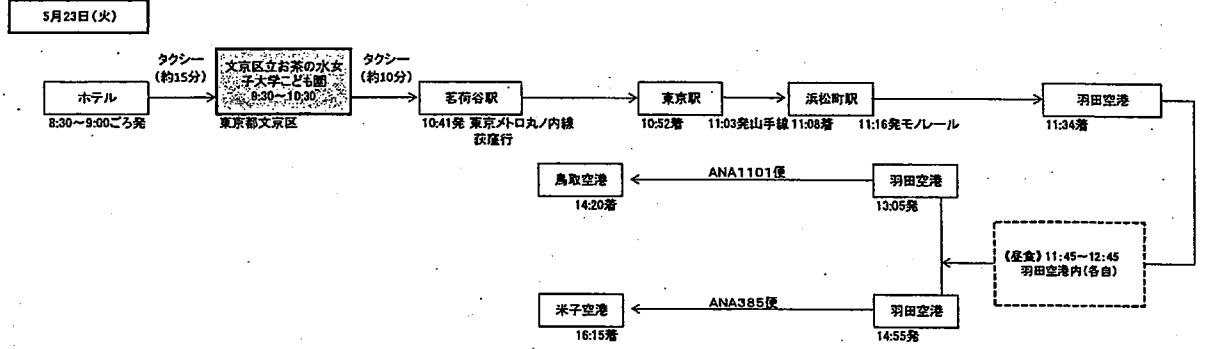 5月23日(火)
タクシー
(約15分)
文京区立お茶の水女
子大学こども園
9:30～10:30
タクシー
(約10分)
ホテル
茗荷谷駅
東京駅
浜松町駅
羽田空港
8:30～9:00ごろ発
東京都文京区
10:41発 東京メトロ丸ノ内線
荻窪行
10:52着
11:03発山手線
11:08着
11:16発モノレール
11:34着
鳥取空港
ANA1101便
羽田空港
14:20着
13:05発
《昼食》11:45～12:45
羽田空港内(各自)
米子空港
ANA385便
羽田空港
16:15着
14:55発